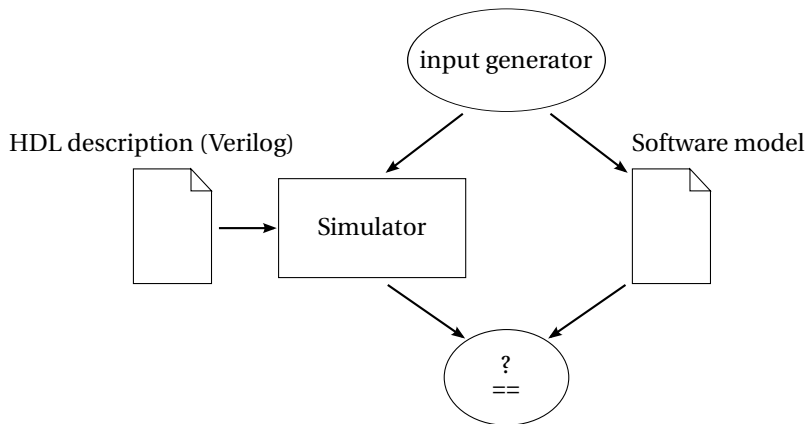 input generator
HDL description (Verilog)
Software model
Simulator
?
==